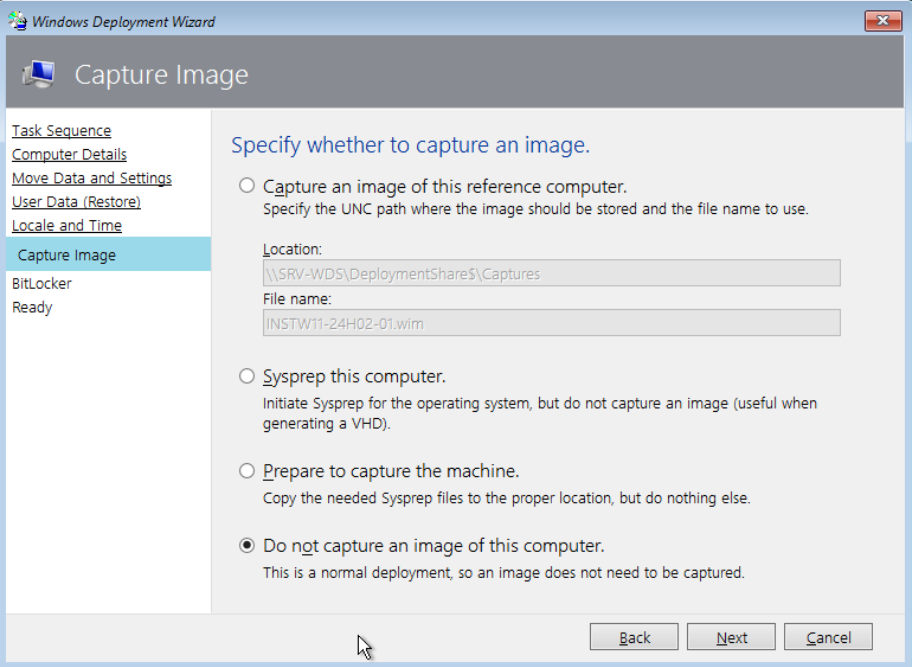 Windows Deployment Wizard
Capture Image
Task Sequence
Computer Details
Move Data and Settings
User Data (Restore)
Locale and Time
Capture Image
BitLocker
Ready
Specify whether to capture an image.
Capture an image of this reference computer.
Specify the UNC path where the image should be stored and the file name to use.
Location:
\\SRV-WDS\DeploymentShare$\Captures
File name:
INSTW11-24H02-01.wim
Sysprep this computer.
Initiate Sysprep for the operating system, but do not capture an image (useful when
generating a VHD).
Prepare to capture the machine.
Copy the needed Sysprep files to the proper location, but do nothing else.
Do not capture an image of this computer.
This is a normal deployment, so an image does not need to be captured.
Back
Next
Cancel